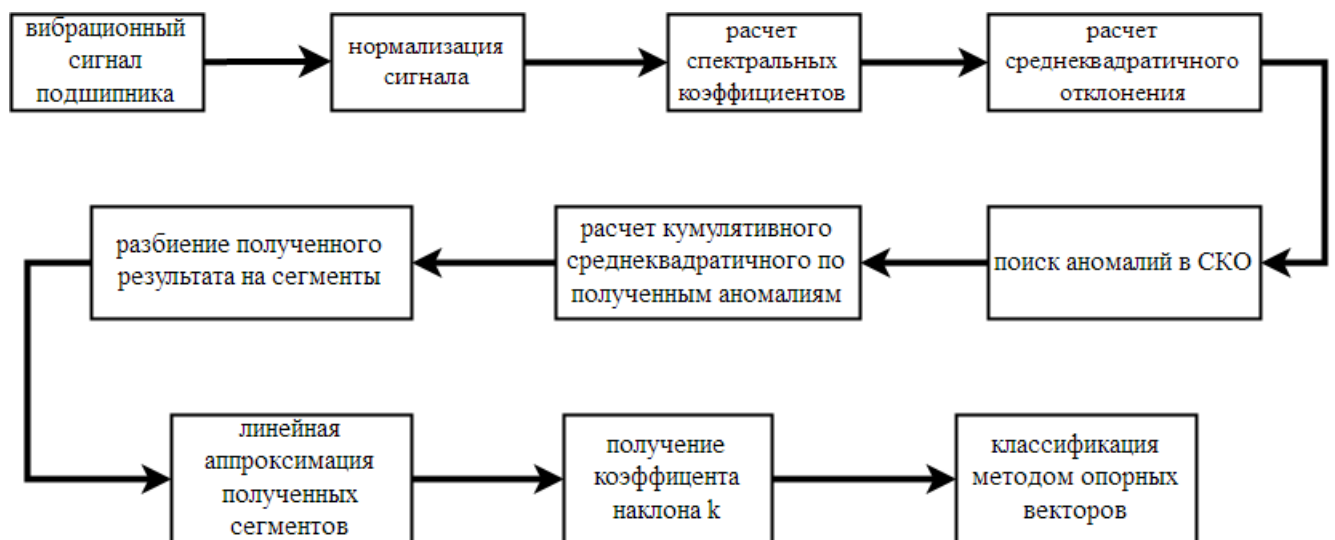 вибрационный
сигнал
подшипника
нормализация
сигнала
расчет
спектральных
коэффициентов
расчет
среднеквадратичного
отклонения
поиск аномалий в СКО
расчет кумулятивного
среднеквадратичного по
полученным аномалиям
разбиение полученного
результата на сегменты
линейная
аппроксимация
полученных
сегментов
получение
коэффицента
наклона k
классификация
методом опорных
векторов